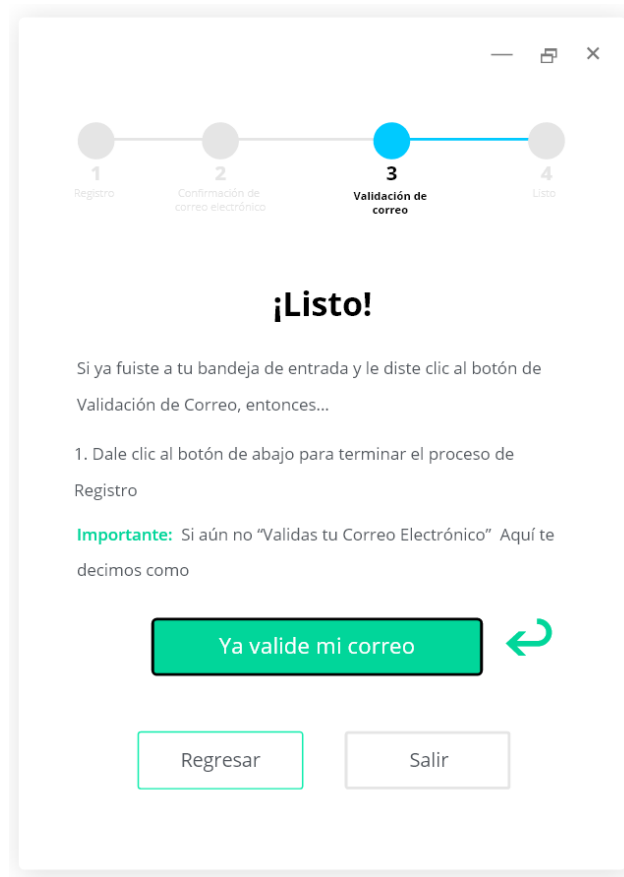 1
Registro
2
Confirmación de
correo electrónico
3
Validación de
correo
4
Listo
¡Listo!
Si ya fuiste a tu bandeja de entrada y le diste clic al botón de
Validación de Correo, entonces...
1. Dale clic al botón de abajo para terminar el proceso de
Registro
Importante: Si aún no “Validas tu Correo Electrónico” Aquí te
decimos como
Ya valide mi correo
Regresar
Salir